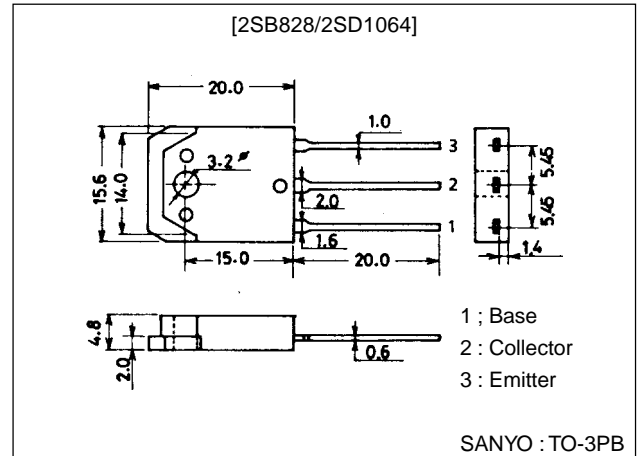 [2SB828/2SD1064]
20.0
1.0
3
3.2ø
15.6
14.0
2
2.0
5.45
5.45
1
1.6
15.0
20.0
1.4
4.8
2.0
0.6
1 ; Base
2 : Collector
3 : Emitter
SANYO : TO-3PB